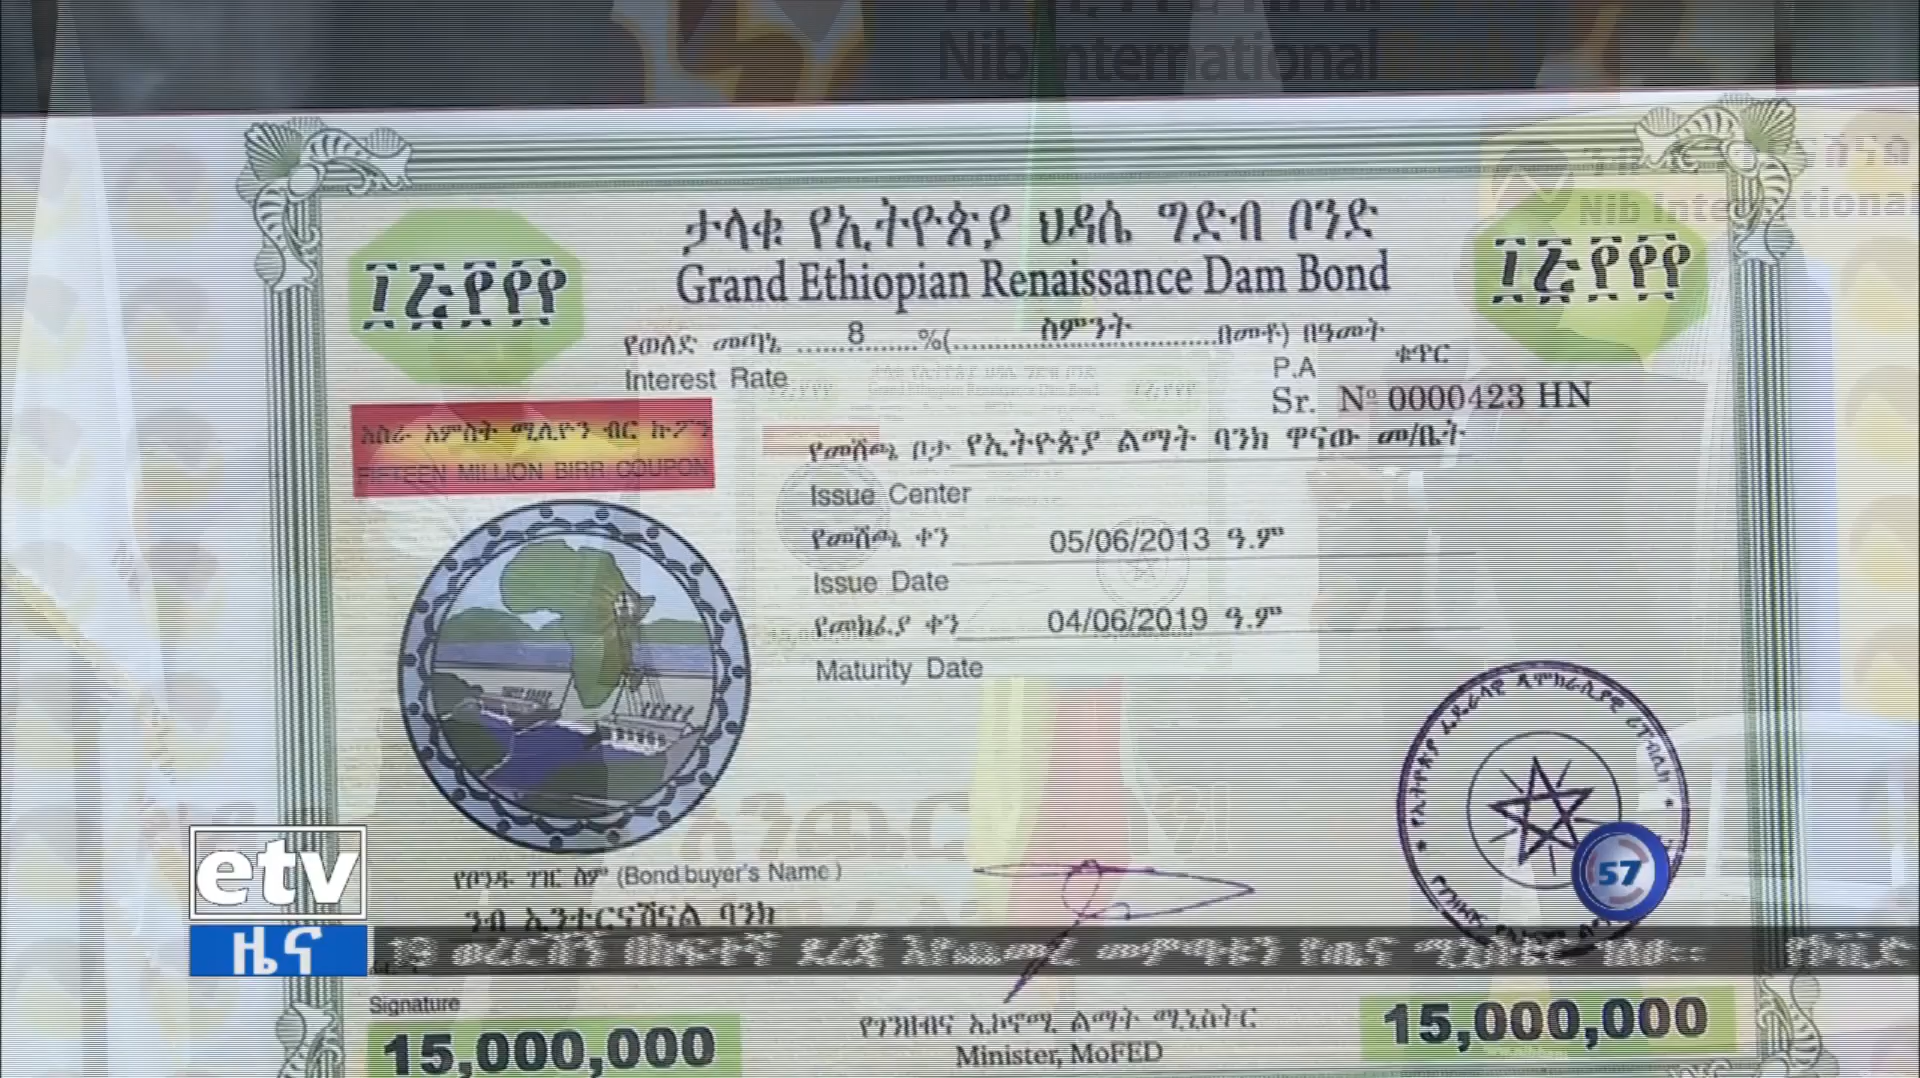 Nib International
Nib International
ታላቁ የኢትዮጵያ ህዳሴ ግድብ ቦንድ
Grand Ethiopian Renaissance Dam Bond
፲፭፻፻፻
፲፭፻፻፻
የወለድ መጣኔ ......8......%(......ስምንት......በመቶ) በዓመት
Interest Rate
P.A
ቁጥር
Sr. Nº 0000423 HN
አስራ አምስት ሚሊዮን ብር ኩፖን
FIFTEEN MILLION BIRR COUPON
የመሸጫ ቦታ የኢትዮጵያ ልማት ባንክ ዋናው መ/ቤት
Issue Center
የመሸጫ ቀን 05/06/2013 ዓ.ም
Issue Date
የመክፈያ ቀን 04/06/2019 ዓ.ም
Maturity Date
የቦንዱ ገዢ ስም (Bond buyer's Name)
ንብ ኢንተርናሽናል ባንክ
etv
57
ዜና
Signature
15,000,000
የገንዘብና ኢኮኖሚ ልማት ሚኒስትር
Minister, MoFED
15,000,000